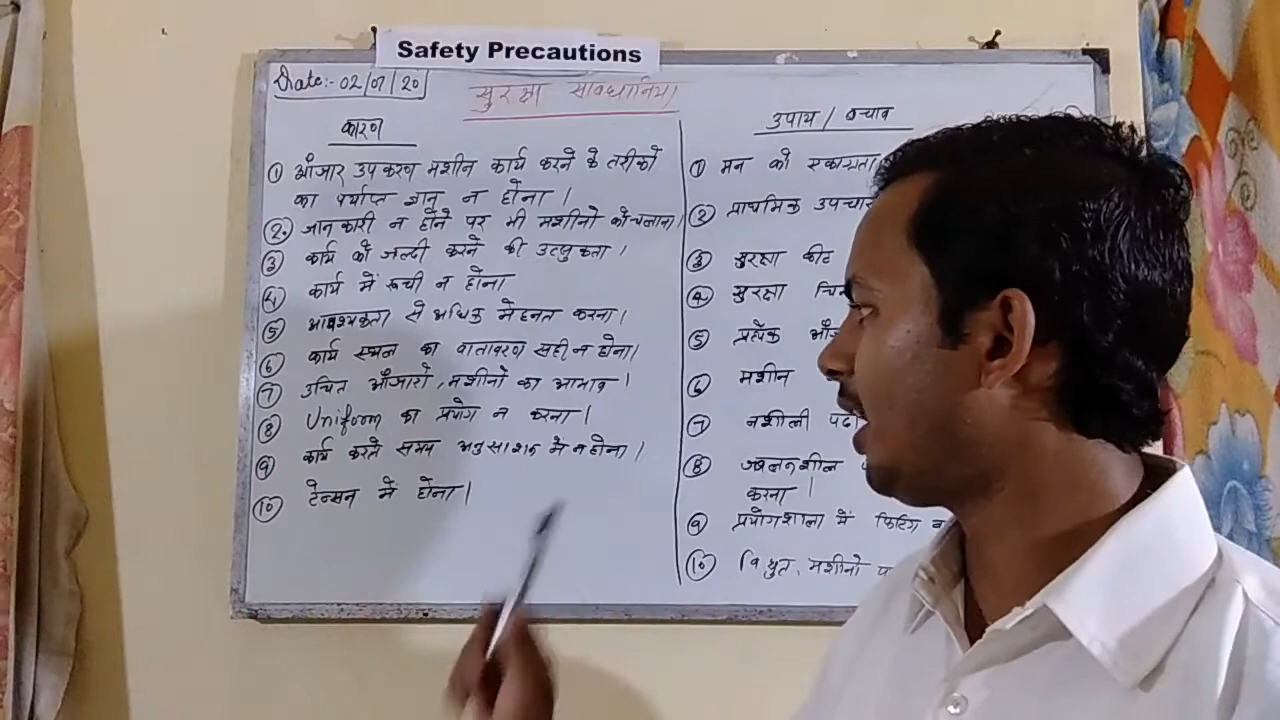 Safety Precautions
Date:- 02/07/20
सुरक्षा सावधानिया
कारण
① औजार उपकरण मशीन कार्य करने के तरीको
का पर्याप्त ज्ञान न होना।
②. जानकारी न होने पर भी मशीनो को चलाना।
③ कार्य को जल्दी करने की उत्सुकता।
④ कार्य में रूची न होना
⑤ आवश्यकता से अधिक मेहनत करना।
⑥ कार्य स्थल का वातावरण सही न होना।
⑦ उचित औजारो, मशीनो का आभाव।
⑧ Uniform का प्रयोग न करना।
⑨ कार्य करते समय अनुसाशन मे न होना।
⑩ टेन्सन में होना।
उपाय / बचाव
① मन को एकाग्रता
② प्राथमिक उपचार
③ सुरक्षा कीट
④ सुरक्षा
⑤ प्रत्येक
⑥ मशीन
⑦ नशीली
⑧ ज्वलनशील
करना।
⑨ प्रयोगशाला में फिटिंग
⑩ विधुत, मशीनो